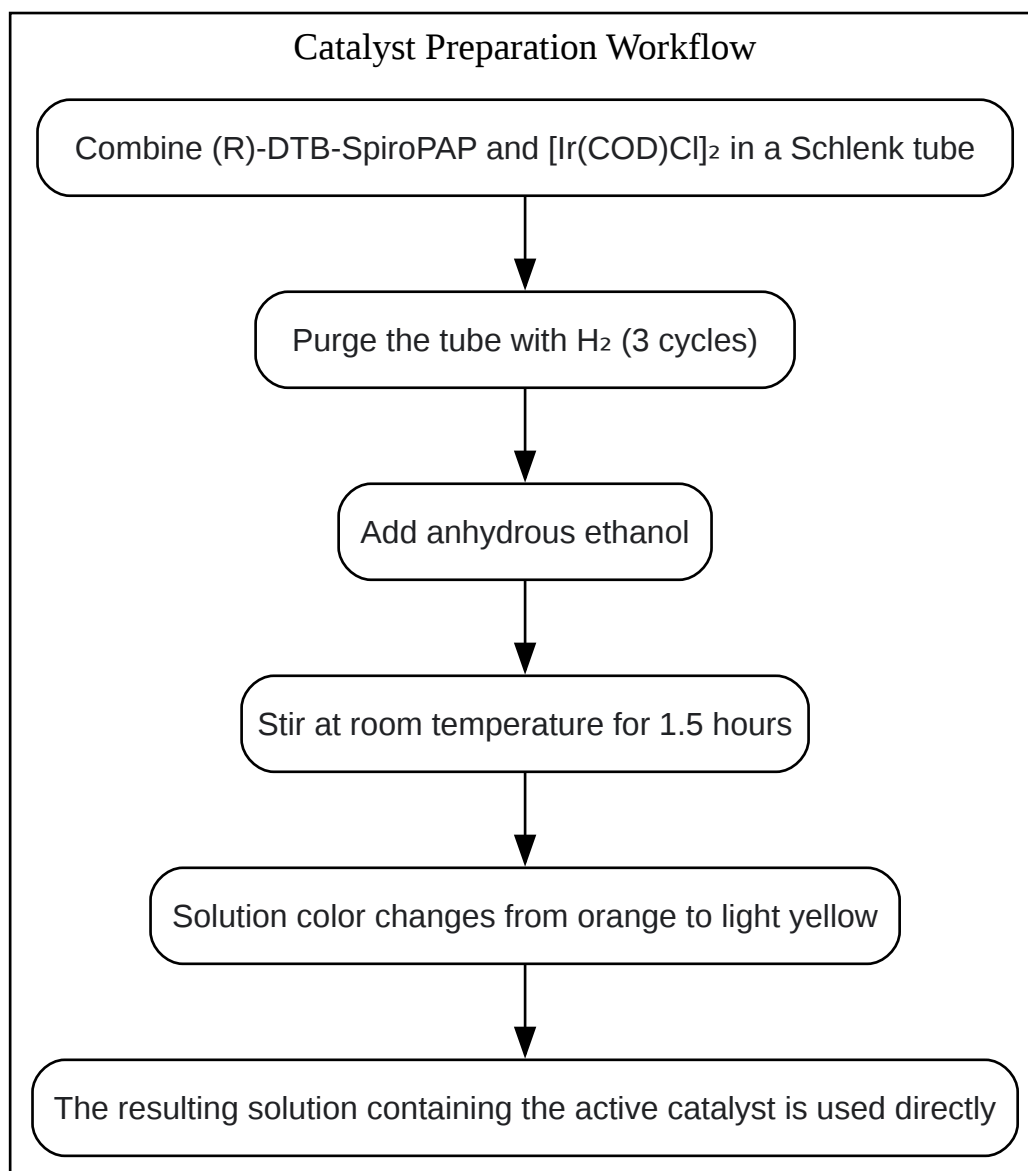 Catalyst Preparation Workflow
Combine (R)-DTB-SpiroPAP and [Ir(COD)Cl]₂ in a Schlenk tube
Purge the tube with H₂ (3 cycles)
Add anhydrous ethanol
Stir at room temperature for 1.5 hours
Solution color changes from orange to light yellow
The resulting solution containing the active catalyst is used directly